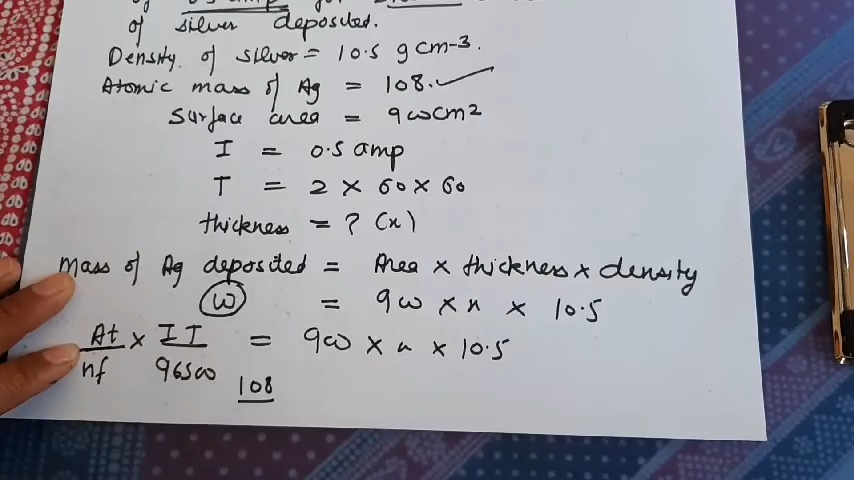 of silver deposited.
Density of silver = 10.5 g cm-3.
Atomic mass of Ag = 108.
Surface area = 900cm2
I = 0.5 amp
T = 2 × 60 × 60
thickness = ? (x)
Mass of Ag deposited = Area × thickness × density
W = 900 × x × 10.5
At × IT = 900 × x × 10.5
nf 96500
108